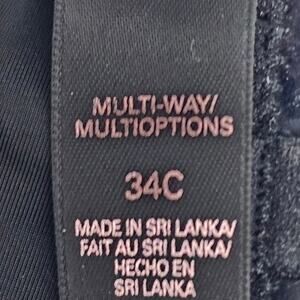 MULTI-WAY/
MULTIOPTIONS
34C
MADE IN SRI LANKA/
FAIT AU SRI LANKA/
HECHO EN
SRI LANKA